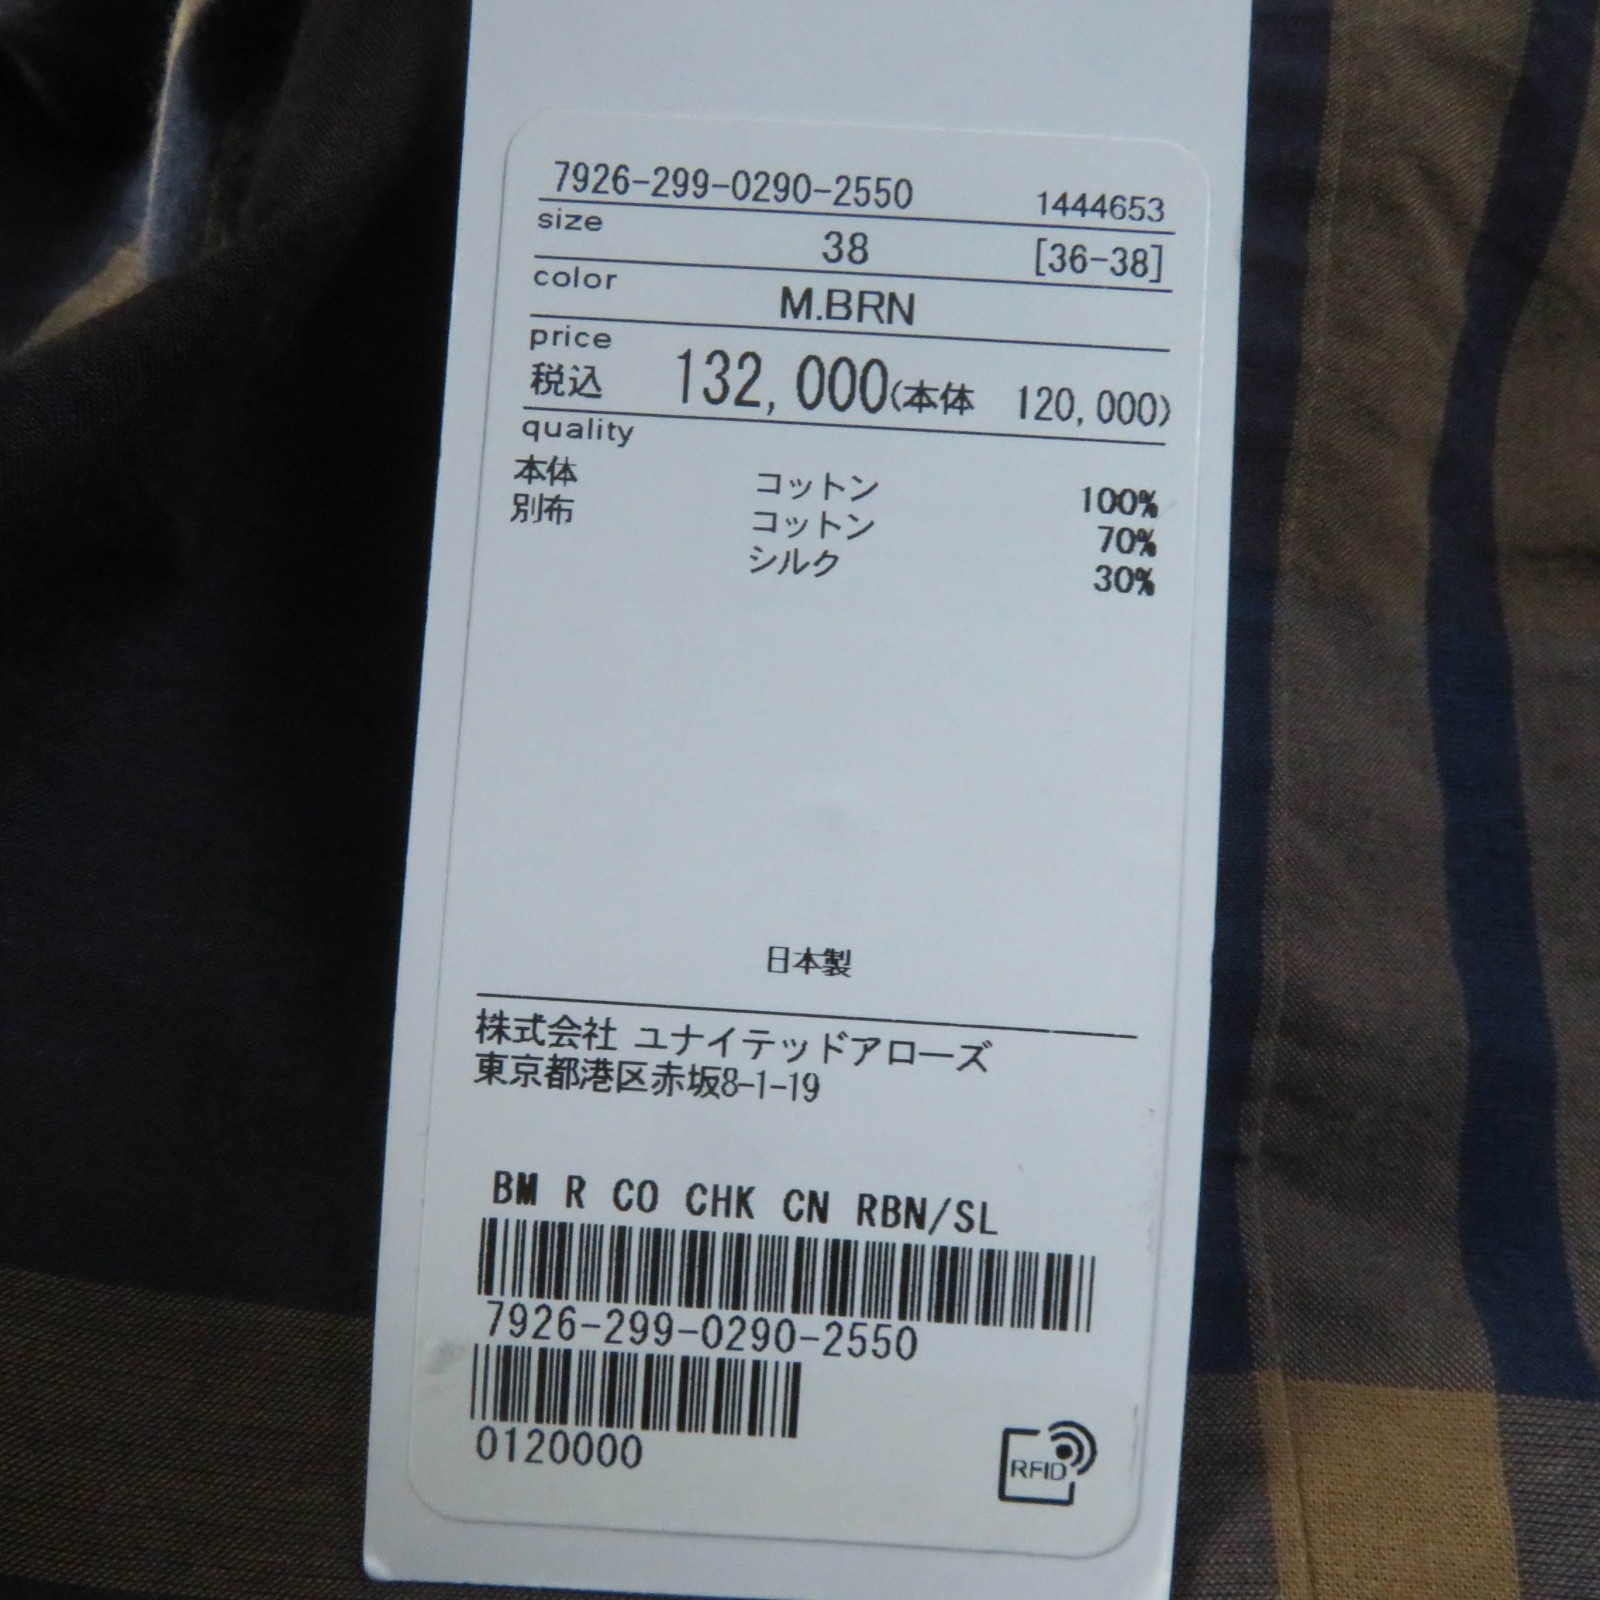 7926-299-0290-2550 1444653
size 38 [36-38]
color M.BRN
price
税込 132,000(本体 120,000)
quality
本体 コットン 100%
別布 コットン 70%
シルク 30%
日本製
株式会社 ユナイテッドアローズ
東京都港区赤坂8-1-19
BM R CO CHK CN RBN/SL
7926-299-0290-2550
0120000
RFID